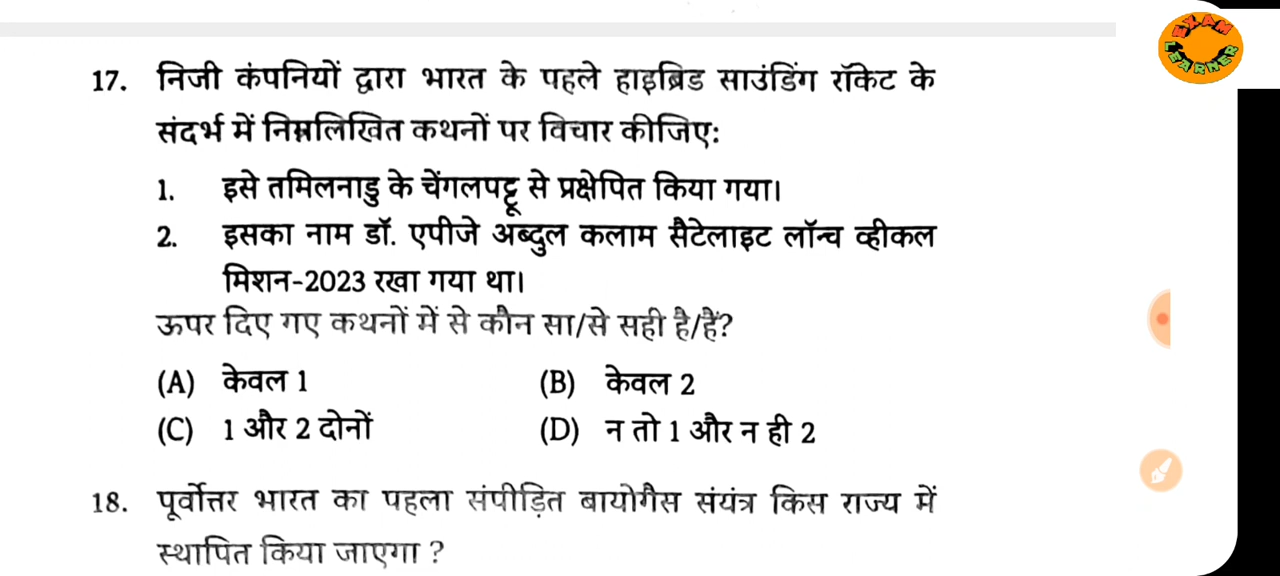 EXAM LEARNER
17. निजी कंपनियों द्वारा भारत के पहले हाइब्रिड साउंडिंग रॉकेट के
संदर्भ में निम्नलिखित कथनों पर विचार कीजिए:
1. इसे तमिलनाडु के चेंगलपट्टू से प्रक्षेपित किया गया।
2. इसका नाम डॉ. एपीजे अब्दुल कलाम सैटेलाइट लॉन्च व्हीकल
मिशन-2023 रखा गया था।
ऊपर दिए गए कथनों में से कौन सा/से सही है/हैं?
(A) केवल 1 (B) केवल 2
(C) 1 और 2 दोनों (D) न तो 1 और न ही 2
18. पूर्वोत्तर भारत का पहला संपीड़ित बायोगैस संयंत्र किस राज्य में
स्थापित किया जाएगा ?